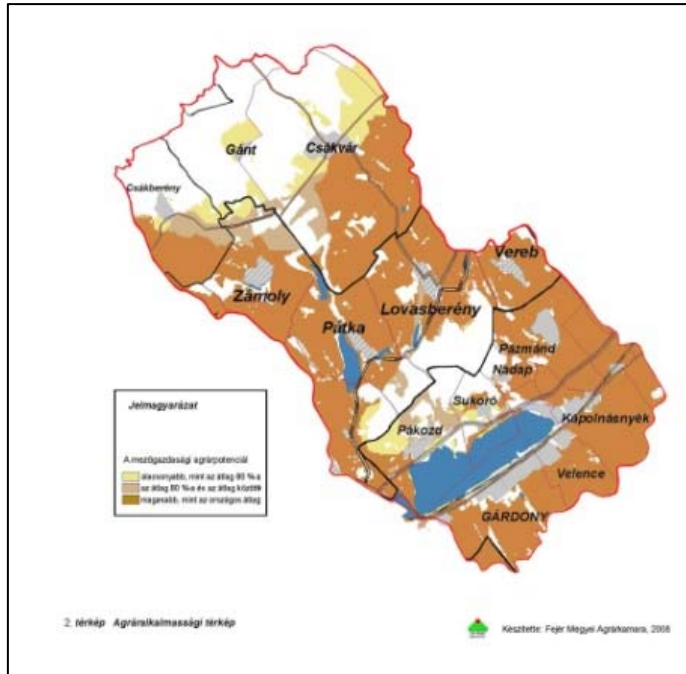 Gánt
Csákvár
Csákberény
Zámoly
Vereb
Lovasberény
Pátka
Pázmánd
Nadap
Sukoró
Kápolnásnyék
Pákozd
Velence
GÁRDONY
Jelmagyarázat
A mezőgazdasági agrárpotenciál
alacsonyabb, mint az átlag 80 %-a
az átlag 80 %-a és az átlag között
magasabb, mint az országos átlag
2. térkép Agráralkalmassági térkép
Készítette: Fejér Megyei Agrárkamara, 2008